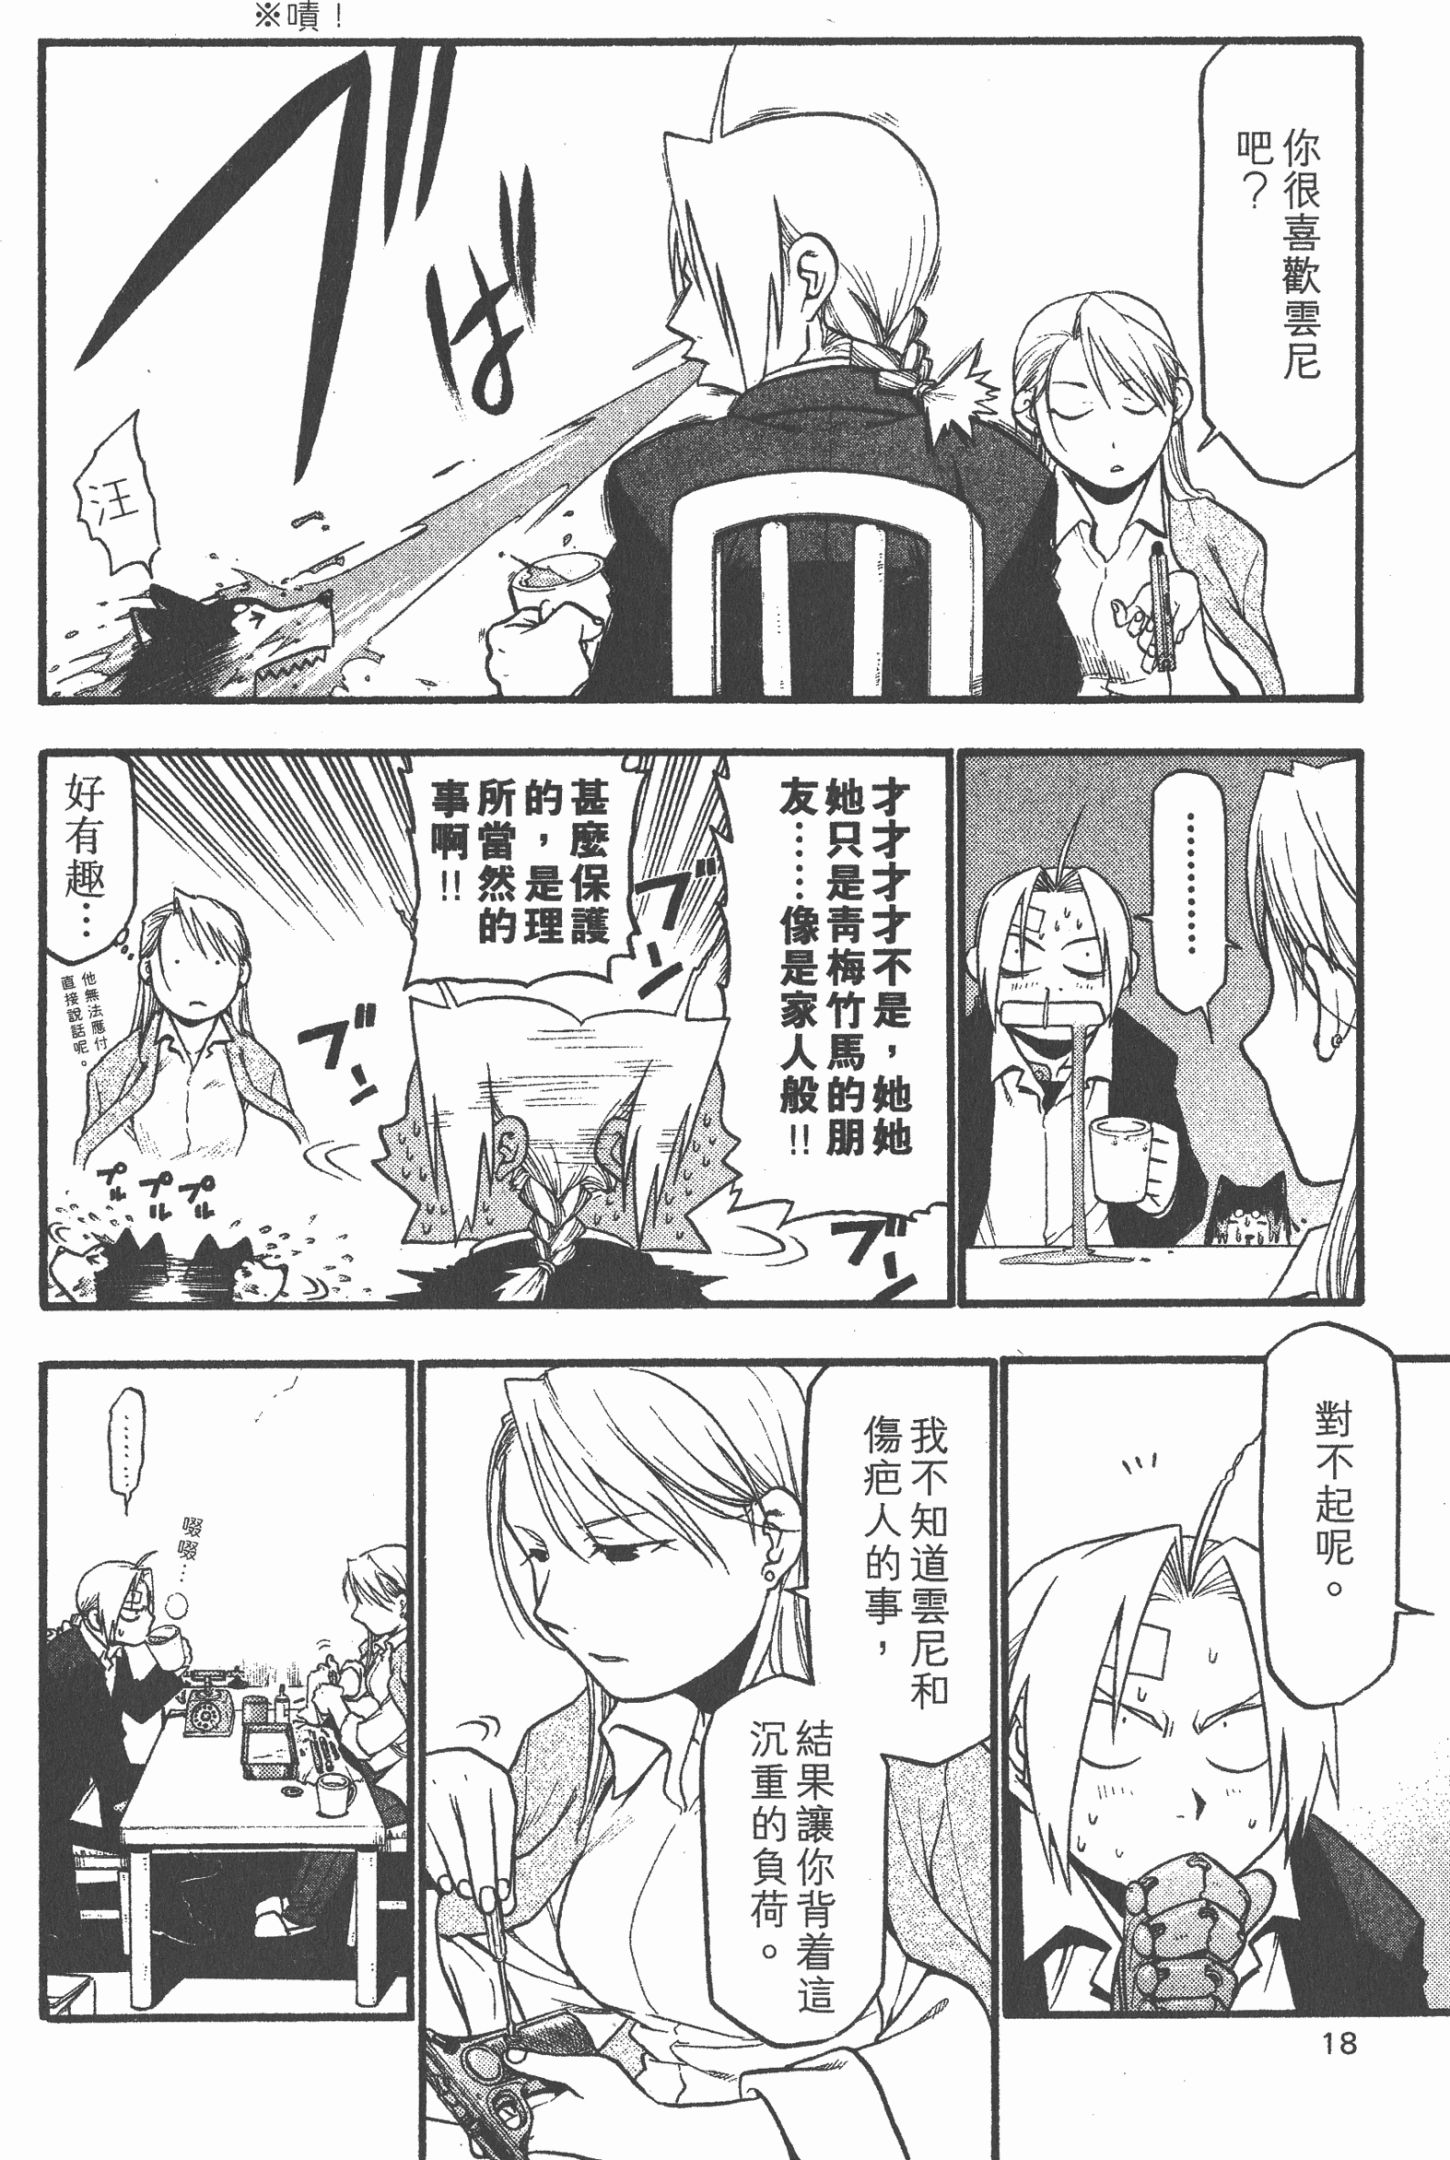 ※嘖！
你很喜歡雲尼
吧？
ブ
ば
汪
…………
才才才才不是，她她
她只是青梅竹馬的朋
友……像是家人般!!
甚麼保護
的，是理
所當然的
事啊!!
ブーン
ブーン
ブーン
好有趣…
他無法應付
直接說話呢。
プル
プル
プル
對不起呢。
我不知道雲尼和
傷疤人的事，
結果讓你背着這
沉重的負荷。
………
啜啜…
18